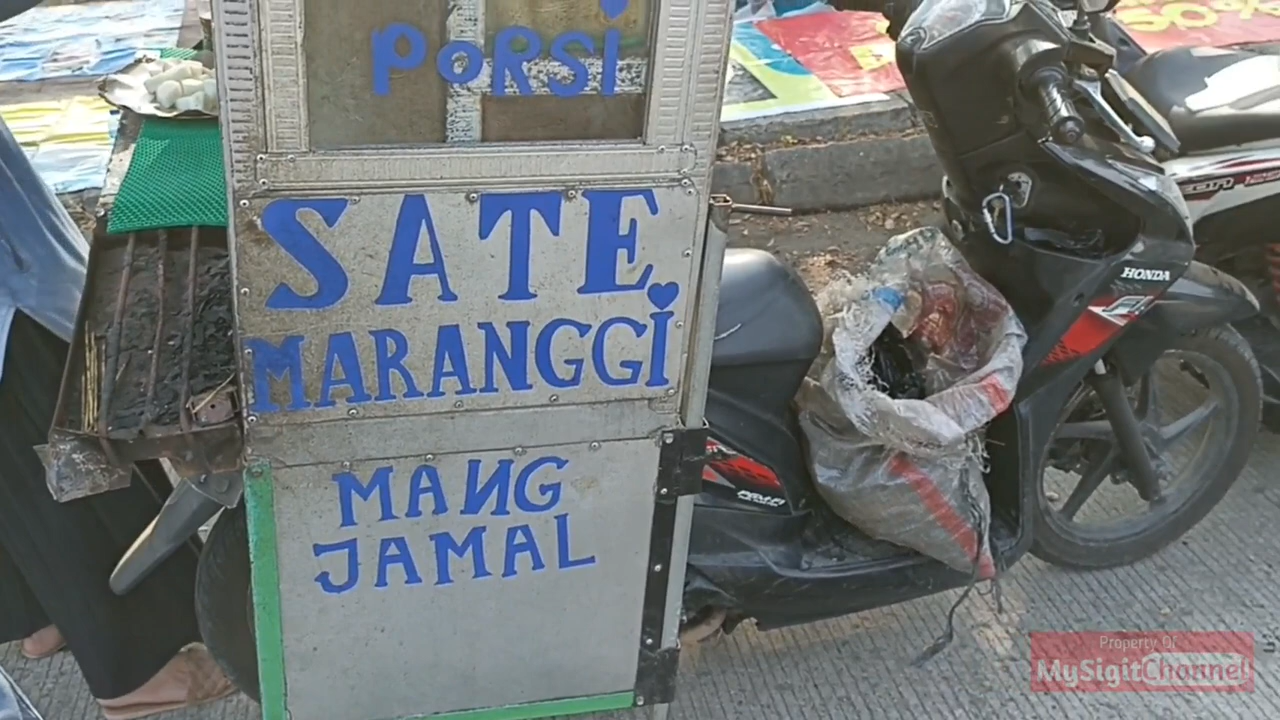 PORSi
SATE
MARANGGi
MANG
JAMAL
HONDA
Property Of
MySigitChannel